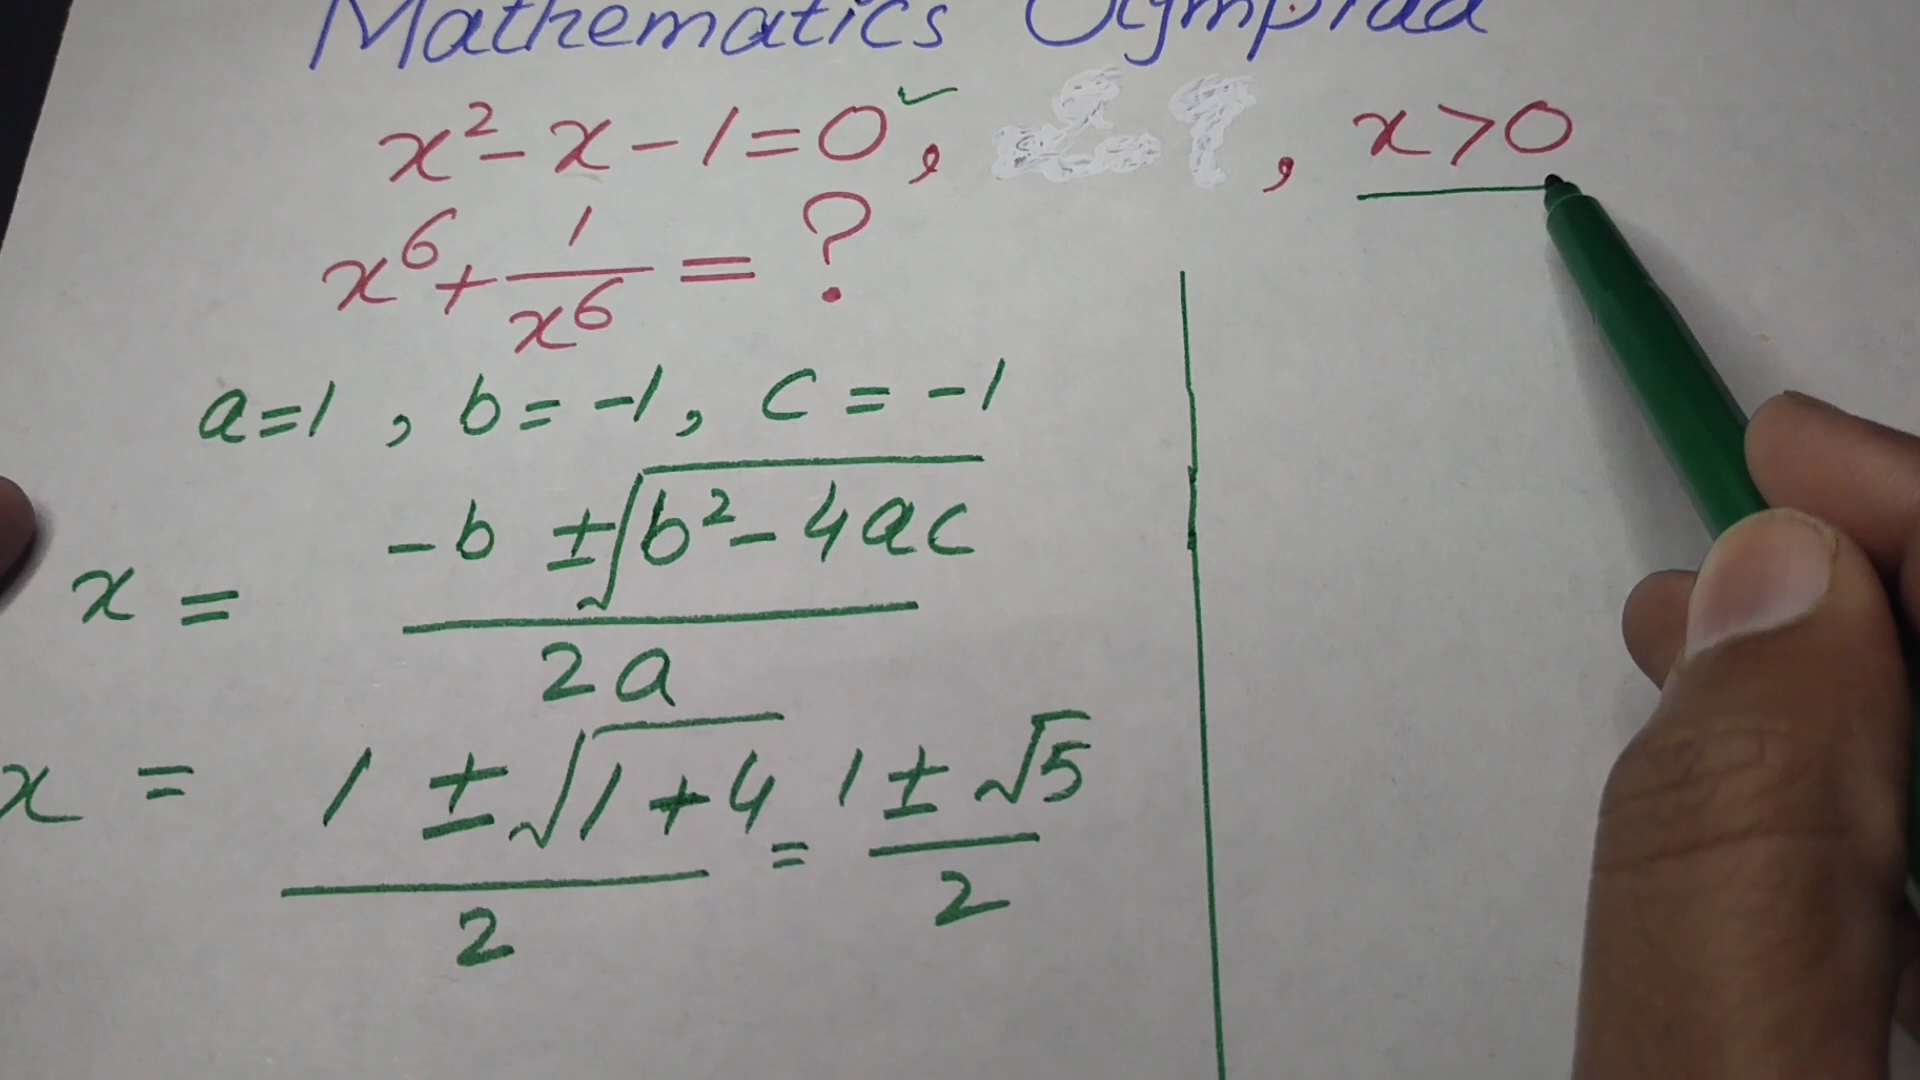 Mathematics Olympiad
x² - x - 1 = 0, , x > 0
x⁶ + 1/x⁶ = ?
a = 1, b = -1, c = -1
x = (-b ± √(b² - 4ac))/(2a)
x = (1 ± √(1 + 4))/2 = (1 ± √5)/2